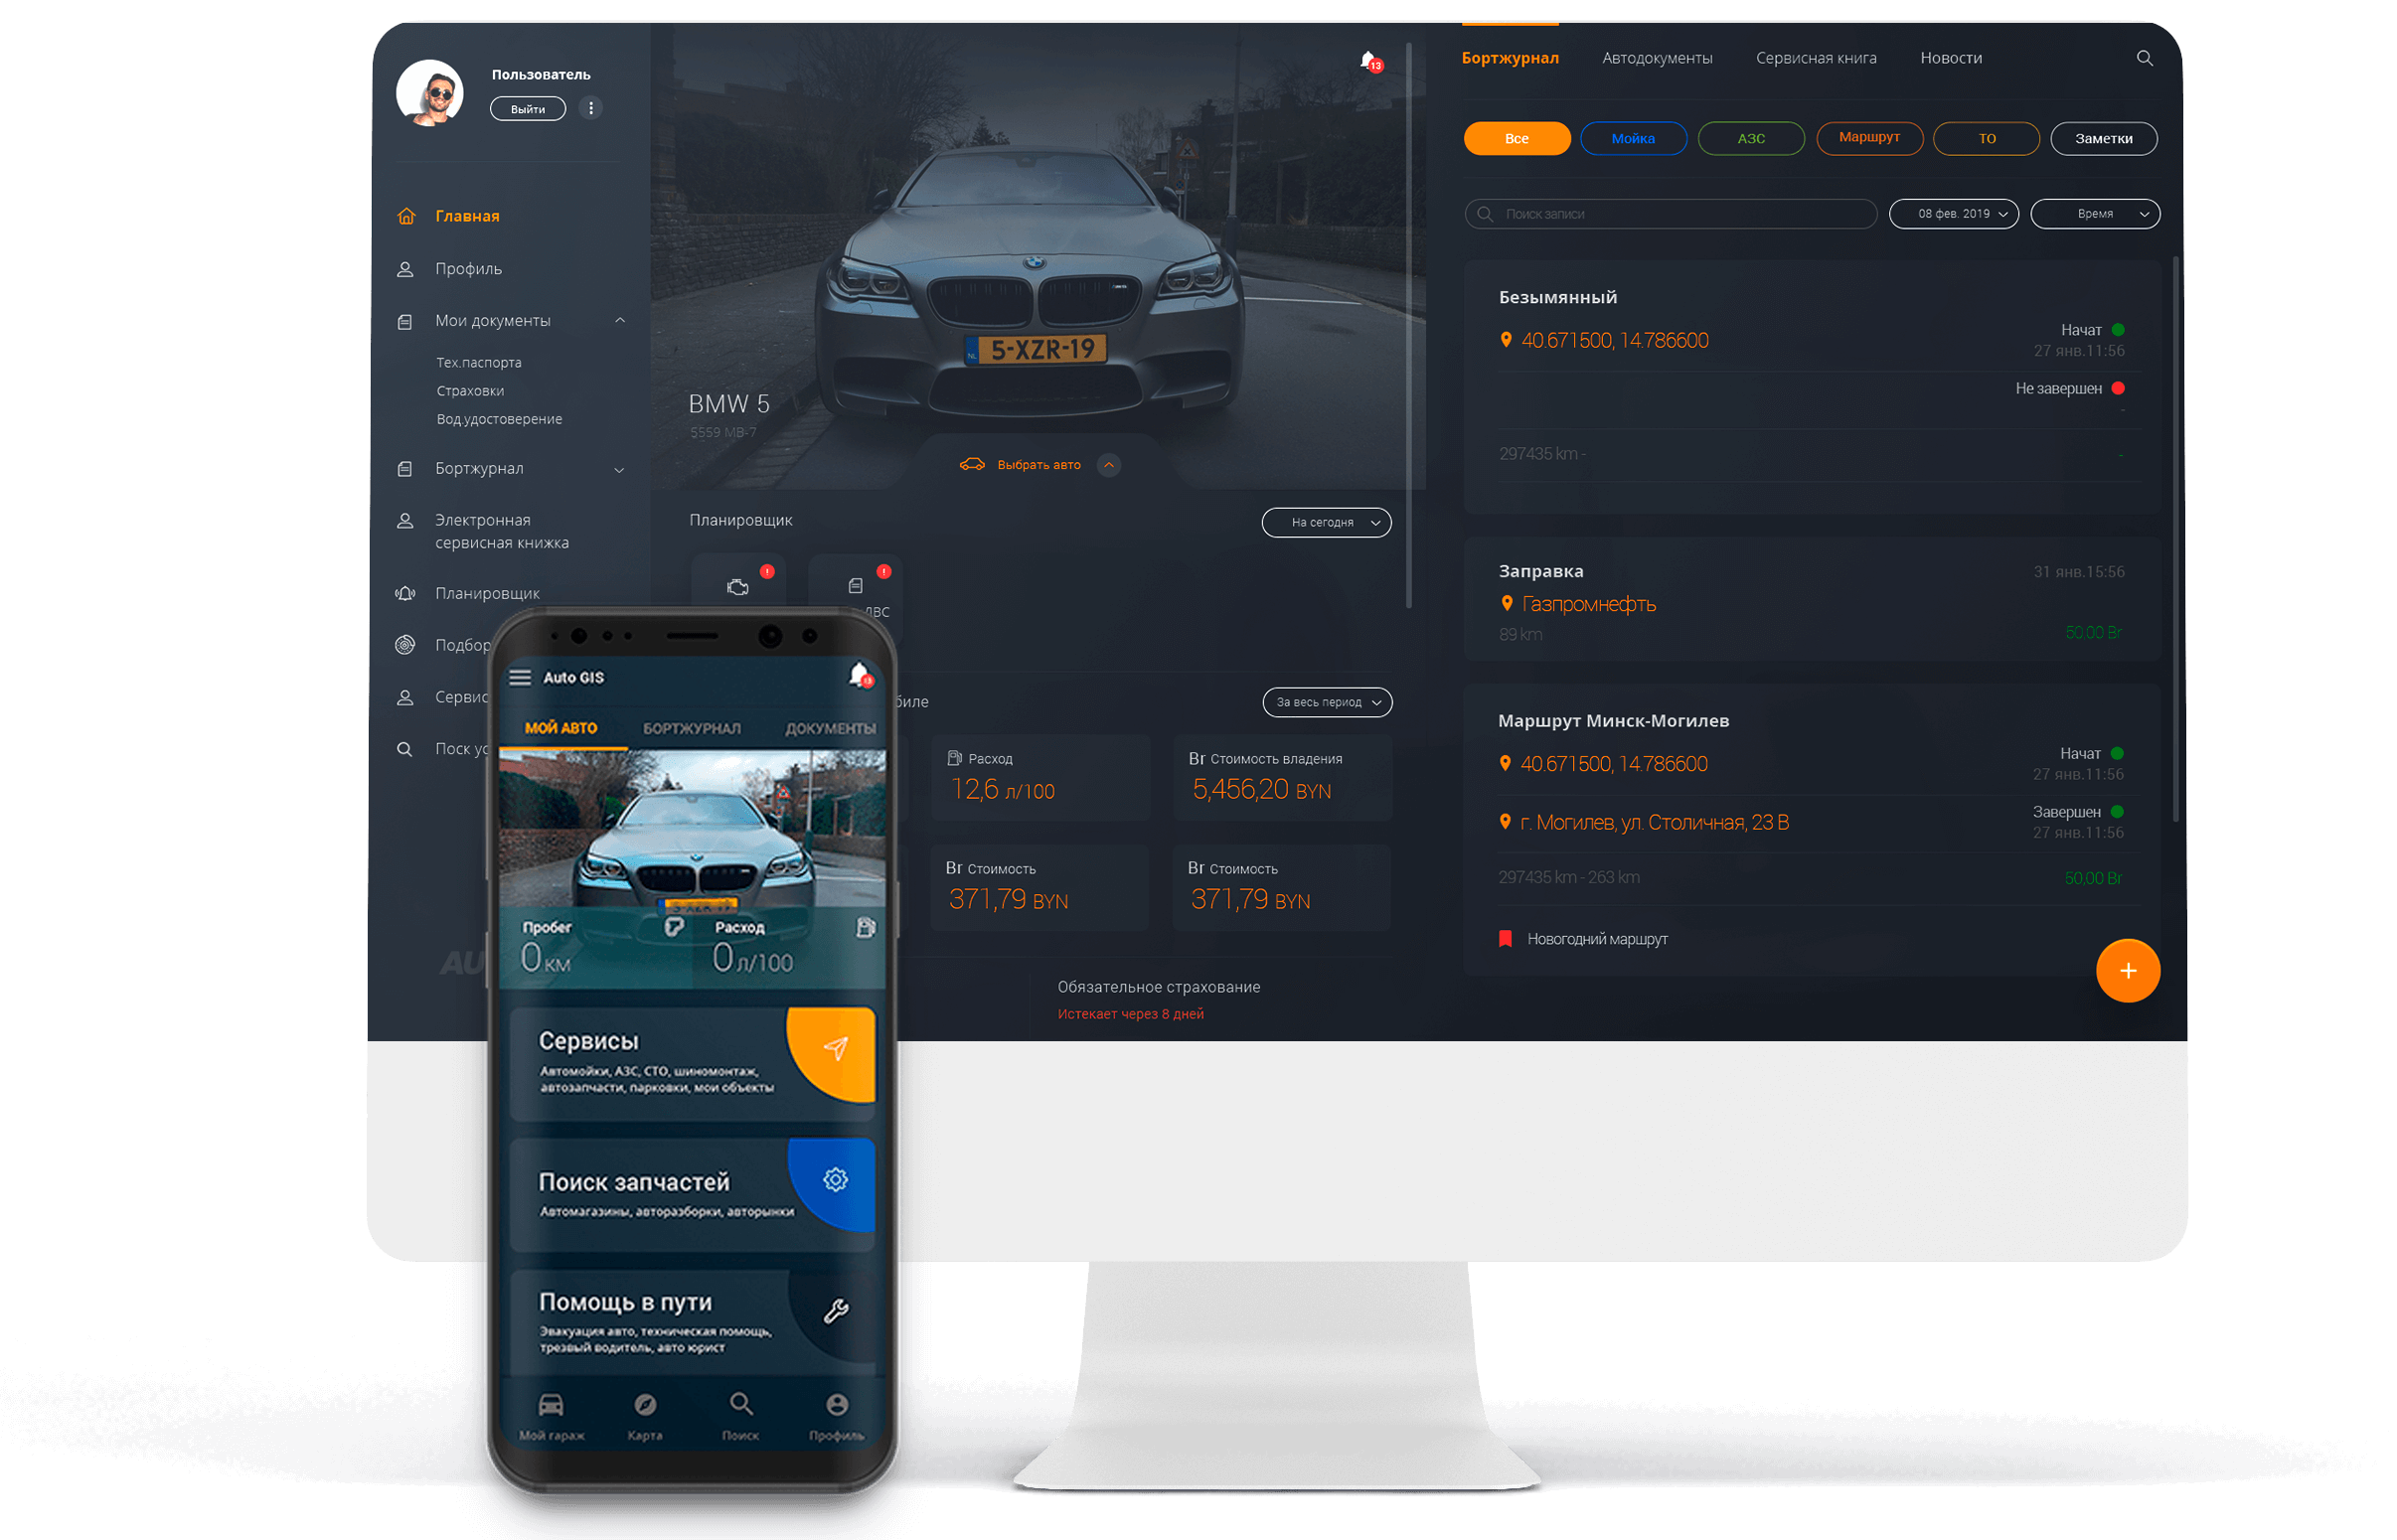 Пользователь
Выйти
Главная
Профиль
Мои документы
Тех.паспорта
Страховки
Вод.удостоверение
Бортжурнал
Электронная
сервисная книжка
Планировщик
Подбор
Сервис
Поск ус
AU
13
5-XZR-19
NL
BMW 5
5559 MB-7
Выбрать авто
Планировщик
На сегодня
ДВС
биле
За весь период
Расход
12,6 л/100
Br Стоимость владения
5,456,20 BYN
Br Стоимость
371,79 BYN
Br Стоимость
371,79 BYN
Обязательное страхование
Истекает через 8 дней
Бортжурнал
Автодокументы
Сервисная книга
Новости
Все
Мойка
АЗС
Маршрут
ТО
Заметки
Поиск записи
08 фев. 2019
Время
Безымянный
40.671500, 14.786600
Начат
27 янв.11:56
Не завершен
-
297435 km -
-
Заправка
31 янв.15:56
Газпромнефть
89 km
50,00 Br
Маршрут Минск-Могилев
40.671500, 14.786600
Начат
27 янв.11:56
г. Могилев, ул. Столичная, 23 В
Завершен
27 янв.11:56
297435 km - 263 km
50,00 Br
Новогодний маршрут
+
Auto GIS
13
МОЙ АВТО
БОРТЖУРНАЛ
ДОКУМЕНТЫ
Пробег
0 км
Расход
0 л/100
Сервисы
Автомойки, АЗС, СТО, шиномонтаж,
автозапчасти, парковки, мои объекты
Поиск запчастей
Автомагазины, авторазборки, авторынки
Помощь в пути
Эвакуация авто, техническая помощь,
трезвый водитель, авто юрист
Мой гараж
Карта
Поиск
Профиль